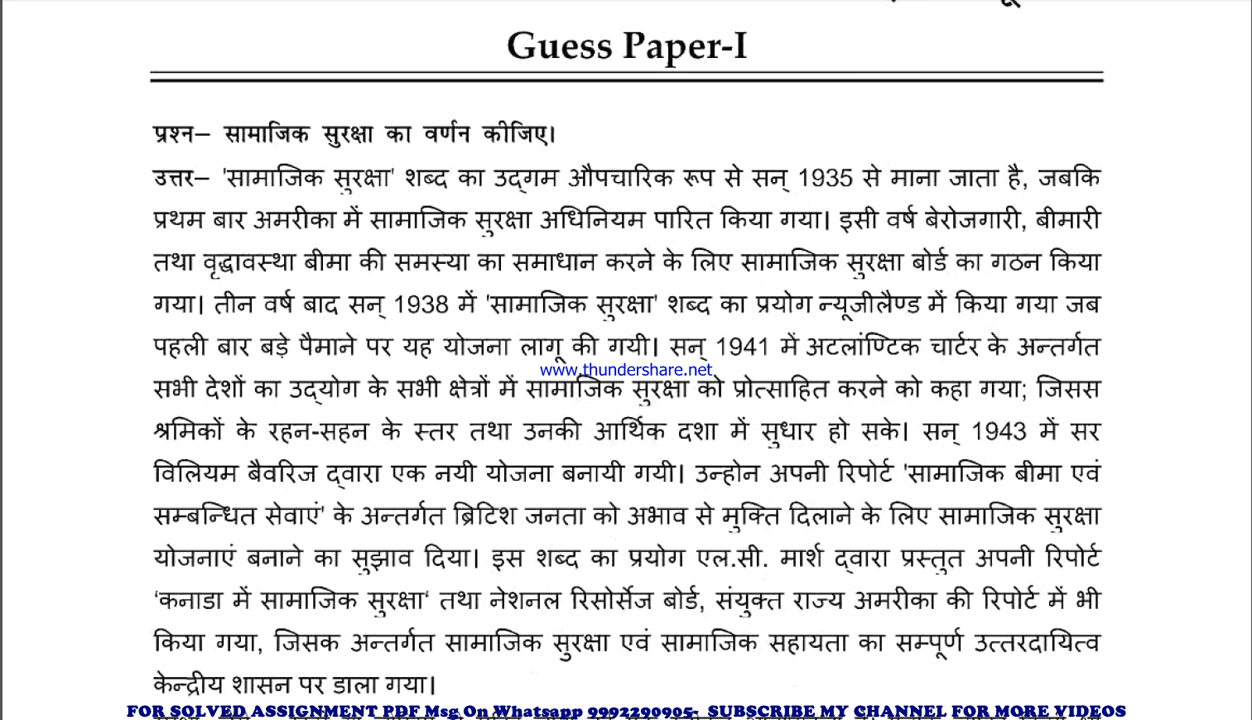 Guess Paper-I
प्रश्न– सामाजिक सुरक्षा का वर्णन कीजिए।
उत्तर– 'सामाजिक सुरक्षा' शब्द का उद्गम औपचारिक रूप से सन् 1935 से माना जाता है, जबकि
प्रथम बार अमरीका में सामाजिक सुरक्षा अधिनियम पारित किया गया। इसी वर्ष बेरोजगारी, बीमारी
तथा वृद्धावस्था बीमा की समस्या का समाधान करने के लिए सामाजिक सुरक्षा बोर्ड का गठन किया
गया। तीन वर्ष बाद सन् 1938 में 'सामाजिक सुरक्षा' शब्द का प्रयोग न्यूजीलैण्ड में किया गया जब
पहली बार बड़े पैमाने पर यह योजना लागू की गयी। सन् 1941 में अटलांण्टिक चार्टर के अन्तर्गत
www.thundershare.net
सभी देशों का उद्योग के सभी क्षेत्रों में सामाजिक सुरक्षा को प्रोत्साहित करने को कहा गया; जिसस
श्रमिकों के रहन-सहन के स्तर तथा उनकी आर्थिक दशा में सुधार हो सके। सन् 1943 में सर
विलियम बैवरिज द्वारा एक नयी योजना बनायी गयी। उन्होन अपनी रिपोर्ट 'सामाजिक बीमा एवं
सम्बन्धित सेवाएं' के अन्तर्गत ब्रिटिश जनता को अभाव से मुक्ति दिलाने के लिए सामाजिक सुरक्षा
योजनाएं बनाने का सुझाव दिया। इस शब्द का प्रयोग एल.सी. मार्श द्वारा प्रस्तुत अपनी रिपोर्ट
'कनाडा में सामाजिक सुरक्षा' तथा नेशनल रिसोर्सेज बोर्ड, संयुक्त राज्य अमरीका की रिपोर्ट में भी
किया गया, जिसक अन्तर्गत सामाजिक सुरक्षा एवं सामाजिक सहायता का सम्पूर्ण उत्तरदायित्व
केन्द्रीय शासन पर डाला गया।
FOR SOLVED ASSIGNMENT PDF Msg On Whatsapp 9992290905- SUBSCRIBE MY CHANNEL FOR MORE VIDEOS